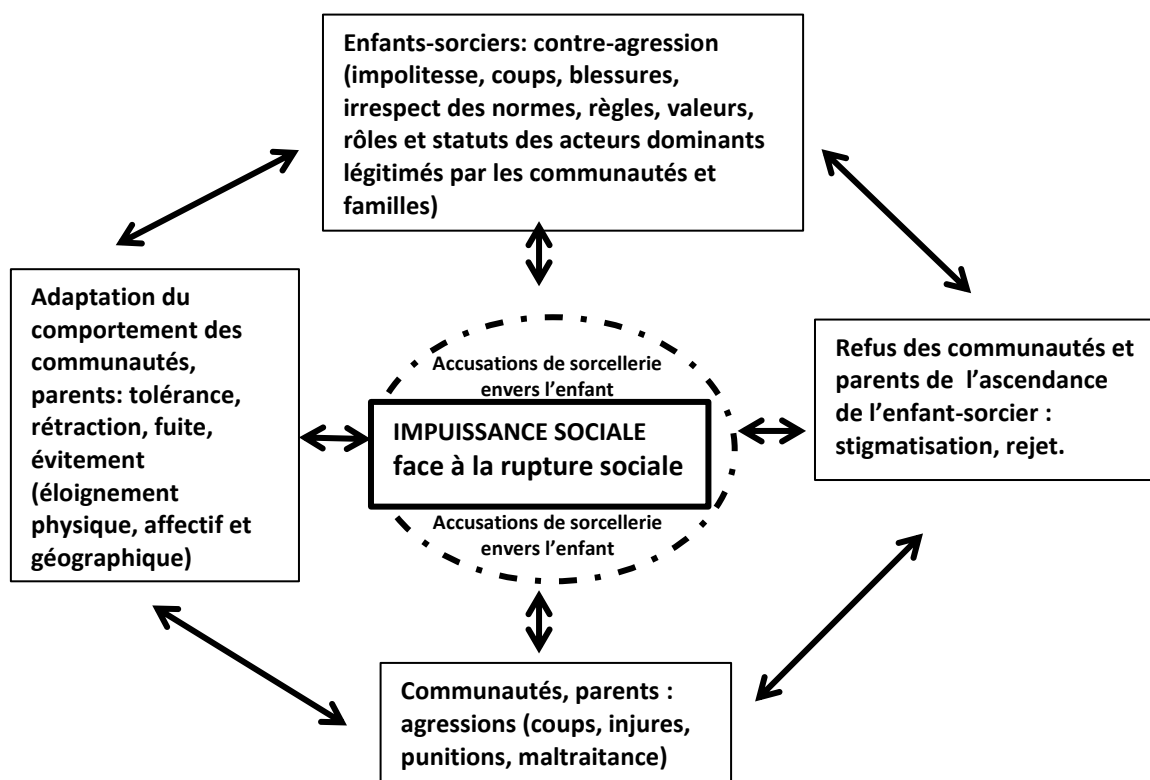 Enfants-sorciers: contre-agression
(impolitesse, coups, blessures,
irrespect des normes, règles, valeurs,
rôles et statuts des acteurs dominants
légitimés par les communautés et
familles)
Adaptation du
comportement des
communautés,
parents: tolérance,
rétraction, fuite,
évitement
(éloignement
physique, affectif et
géographique)
Accusations de sorcellerie
envers l’enfant
IMPUISSANCE SOCIALE
face à la rupture sociale
Accusations de sorcellerie
envers l’enfant
Refus des communautés et
parents de l’ascendance
de l’enfant-sorcier :
stigmatisation, rejet.
Communautés, parents :
agressions (coups, injures,
punitions, maltraitance)